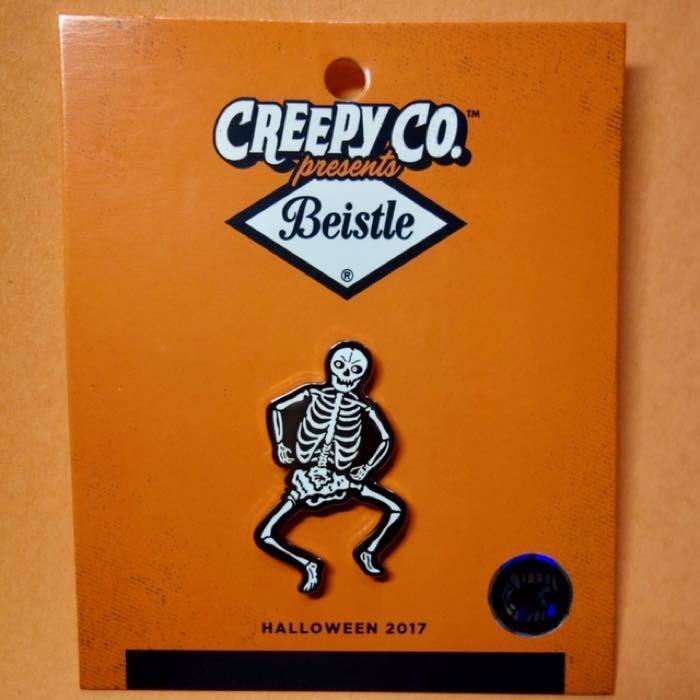 CREEPY CO.™
presents
Beistle
®
HALLOWEEN 2017